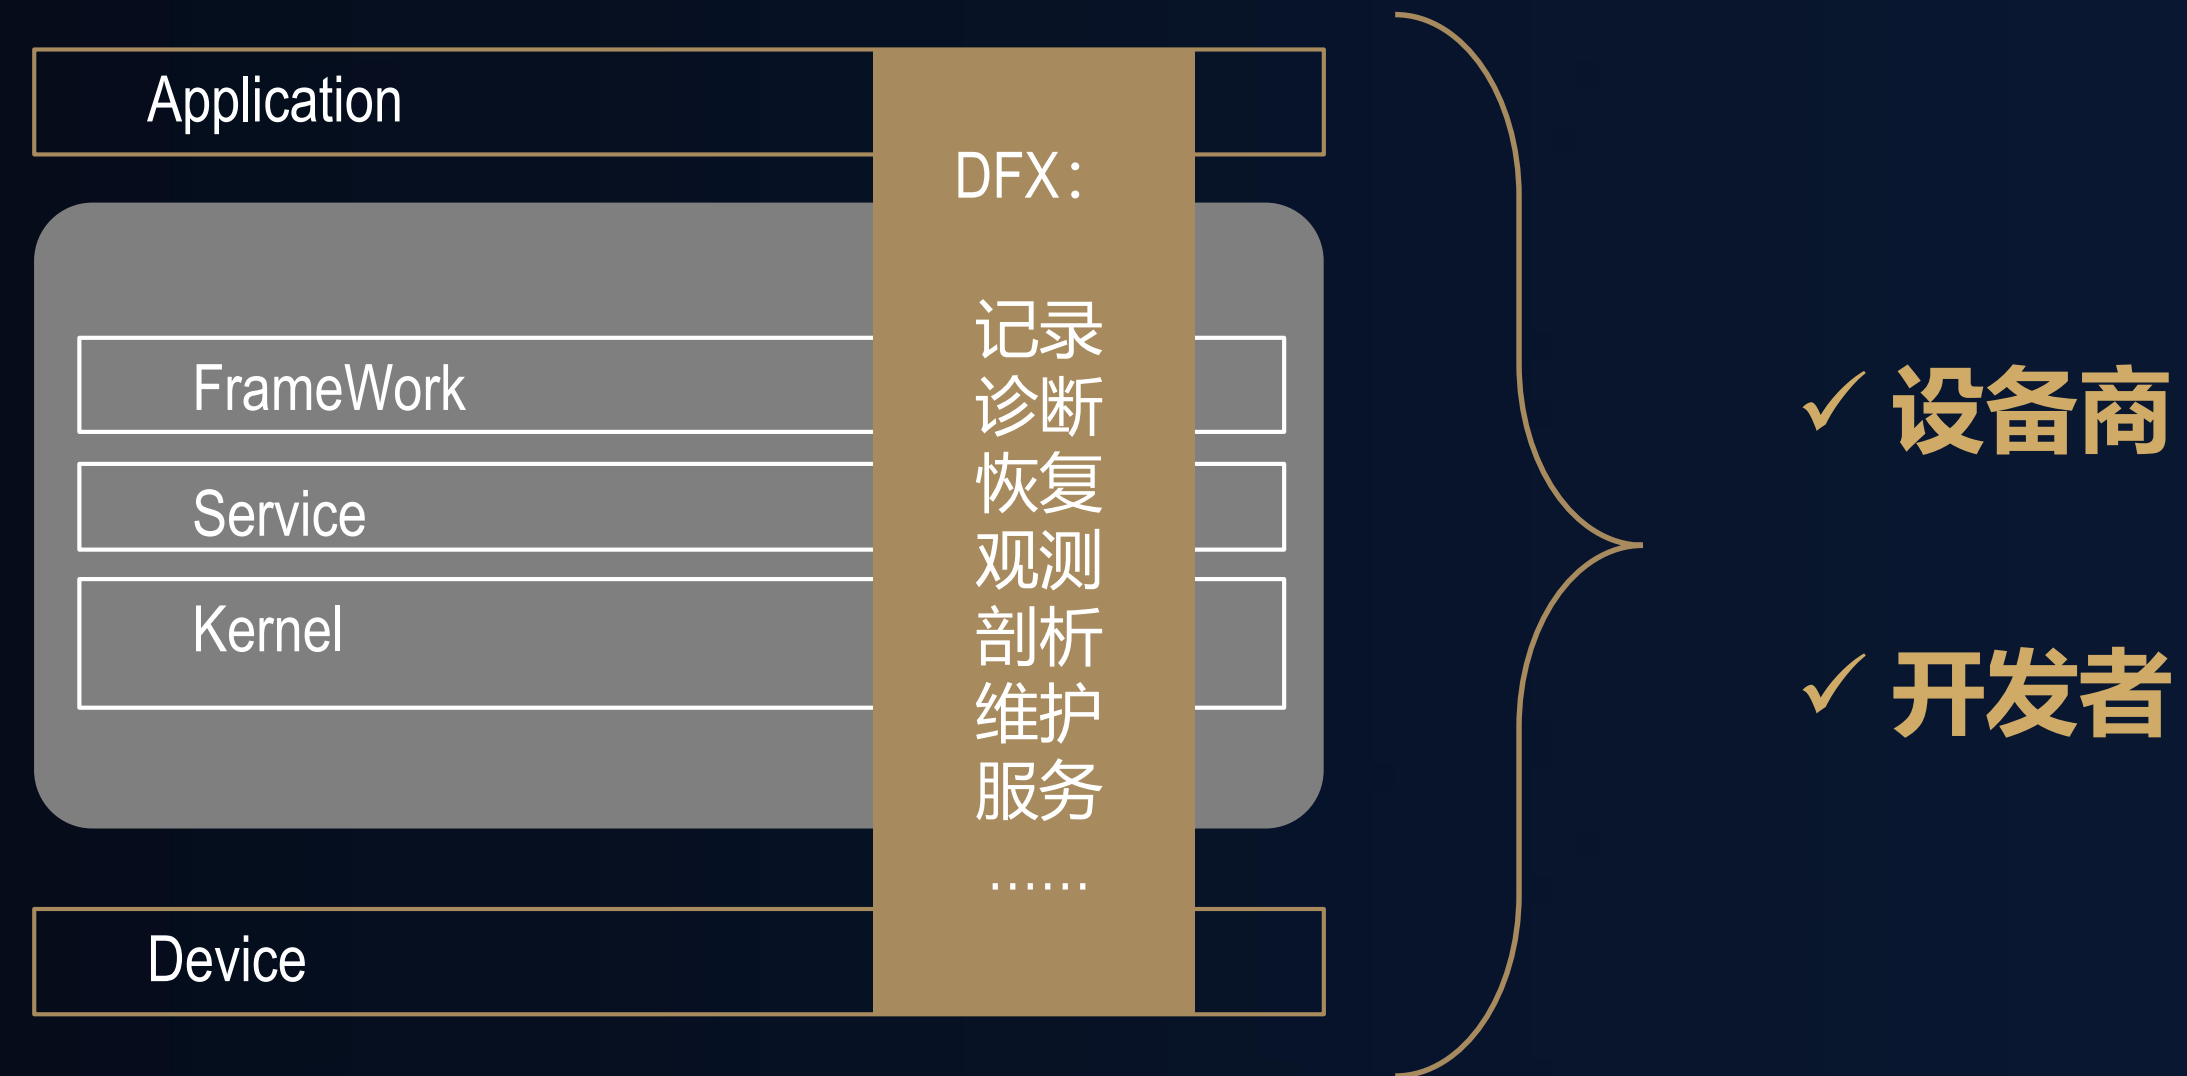 Application
DFX：
记录
诊断
恢复
观测
剖析
维护
服务
……
FrameWork
Service
Kernel
Device
✓ 设备商
✓ 开发者